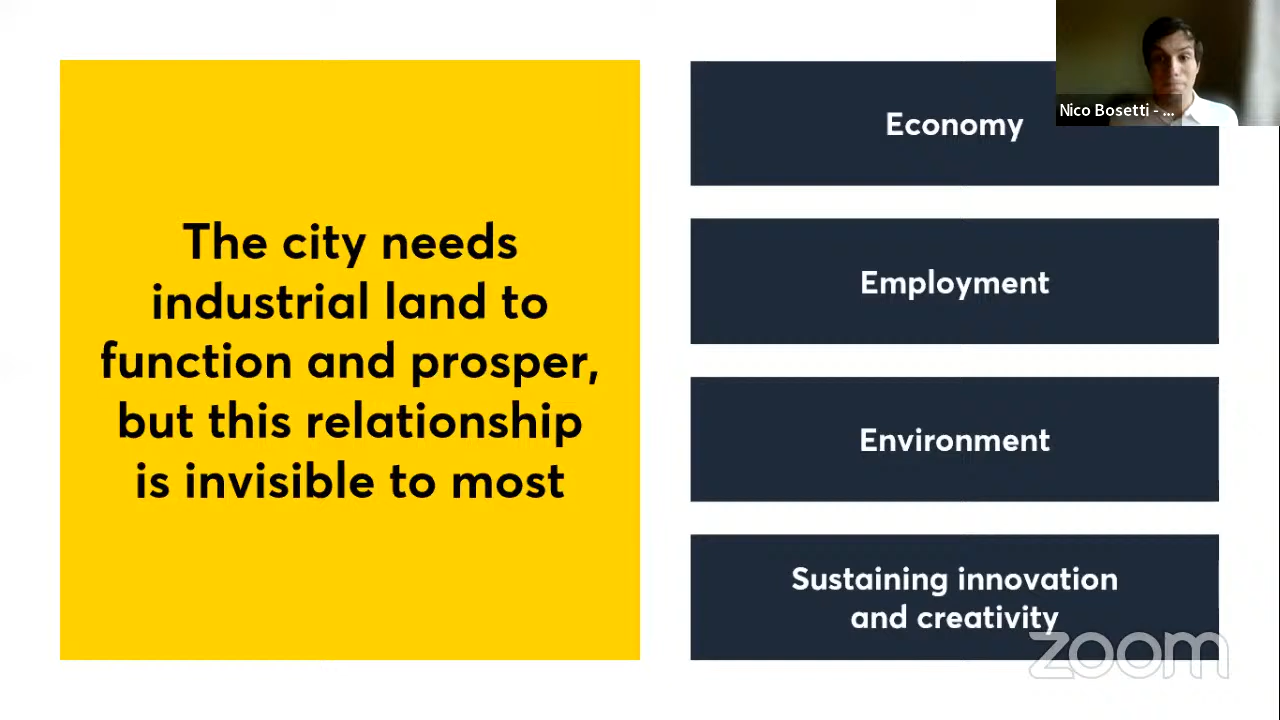 The city needs
industrial land to
function and prosper,
but this relationship
is invisible to most
Economy
Nico Bosetti - ...
Employment
Environment
Sustaining innovation
and creativity
zoom